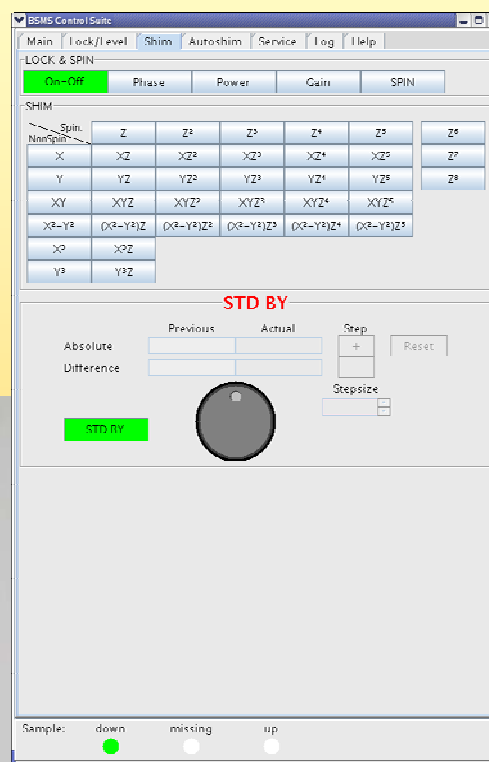 BSMS Control Suite
Main Lock/Level Shim Autoshim Service Log Help
LOCK & SPIN
On-Off Phase Power Gain SPIN
SHIM
Spin.
NonSpin Z Z² Z³ Z⁴ Z⁵ Z⁶
X XZ XZ² XZ³ XZ⁴ XZ⁵ Z⁷
Y YZ YZ² YZ³ YZ⁴ YZ⁵ Z⁸
XY XYZ XYZ² XYZ³ XYZ⁴ XYZ⁵
X²-Y² (X²-Y²)Z (X²-Y²)Z² (X²-Y²)Z³ (X²-Y²)Z⁴ (X²-Y²)Z⁵
X³ X³Z
Y³ Y³Z
STD BY
Previous Actual Step
Absolute + Reset
Difference
Stepsize
STD BY
Sample: down missing up